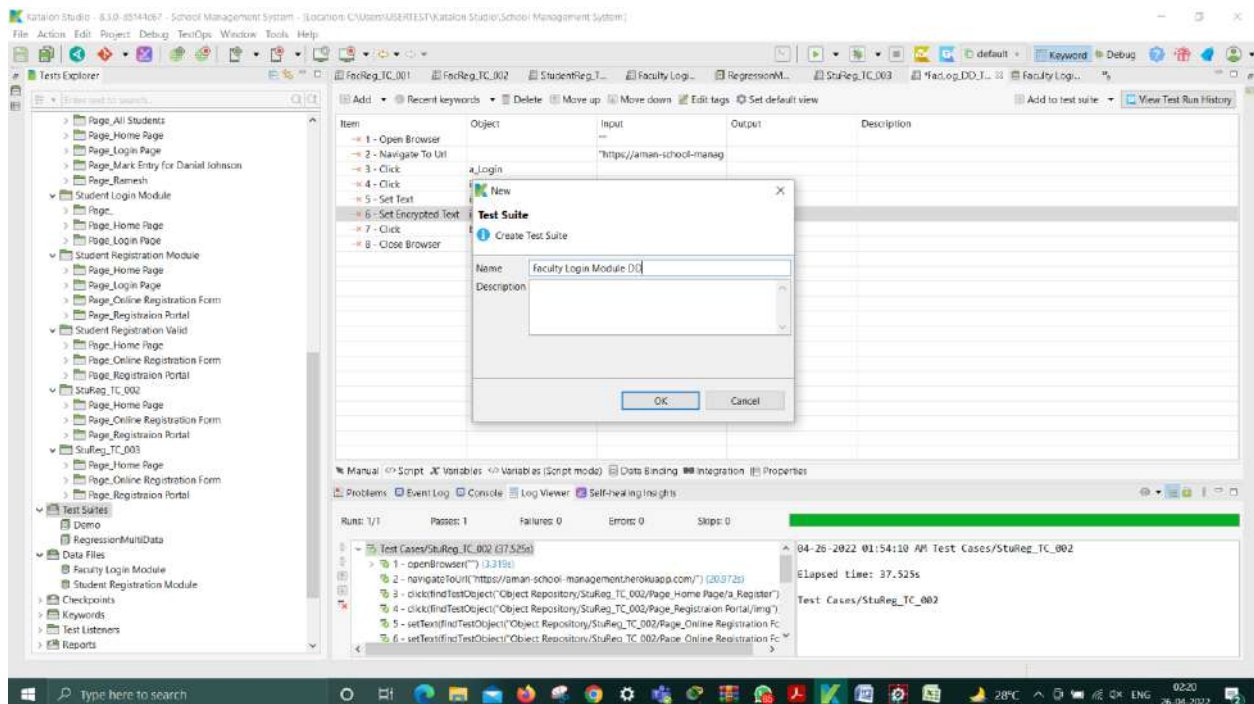 Katalon Studio - 8.3.0 - School Management System - [Location: C:\Users\USERTEST\Katalon Studio\School Management System]
File Action Edit Project Debug TestOps Window Tools Help
default Keyword Debug
Tests Explorer
FacReg_TC_001 FacReg_TC_002 StudentReg_T... Faculty Logi... RegressionM... StuReg_TC_003 *FacLog_DD_T... Faculty Logi...
Enter text to search...
Add Recent keywords Delete Move up Move down Edit tags Set default view Add to test suite View Test Run History
Item Object Input Output Description
1 - Open Browser ""
2 - Navigate To Url "https://aman-school-manag
3 - Click a_Login
4 - Click
5 - Set Text
6 - Set Encrypted Text
7 - Click
8 - Close Browser
Page_All Students
Page_Home Page
Page_Login Page
Page_Mark Entry for Danial Johnson
Page_Ramesh
Student Login Module
Page_
Page_Home Page
Page_Login Page
Student Registration Module
Page_Home Page
Page_Login Page
Page_Online Registration Form
Page_Registraion Portal
Student Registration Valid
Page_Home Page
Page_Online Registration Form
Page_Registraion Portal
StuReg_TC_002
Page_Home Page
Page_Online Registration Form
Page_Registraion Portal
StuReg_TC_003
Page_Home Page
Page_Online Registration Form
Page_Registraion Portal
Test Suites
Demo
RegressionMultiData
Data Files
Faculty Login Module
Student Registration Module
Checkpoints
Keywords
Test Listeners
Reports
New
Test Suite
Create Test Suite
Name Faculty Login Module DD
Description
OK Cancel
Manual Script Variables Variables (Script mode) Data Binding Integration Properties
Problems Event Log Console Log Viewer Self-healing Insights
Runs: 1/1 Passes: 1 Failures: 0 Errors: 0 Skips: 0
Test Cases/StuReg_TC_002 (37.525s)
1 - openBrowser("") (3.319s)
2 - navigateToUrl("https://aman-school-management.herokuapp.com/") (20.972s)
3 - click(findTestObject("Object Repository/StuReg_TC_002/Page_Home Page/a_Register")
4 - click(findTestObject("Object Repository/StuReg_TC_002/Page_Registraion Portal/img")
5 - setText(findTestObject("Object Repository/StuReg_TC_002/Page_Online Registration Fc
6 - setText(findTestObject("Object Repository/StuReg_TC_002/Page_Online Registration Fc
04-26-2022 01:54:10 AM Test Cases/StuReg_TC_002
Elapsed time: 37.525s
Test Cases/StuReg_TC_002
Type here to search
28°C ENG 02:20
26-04-2022